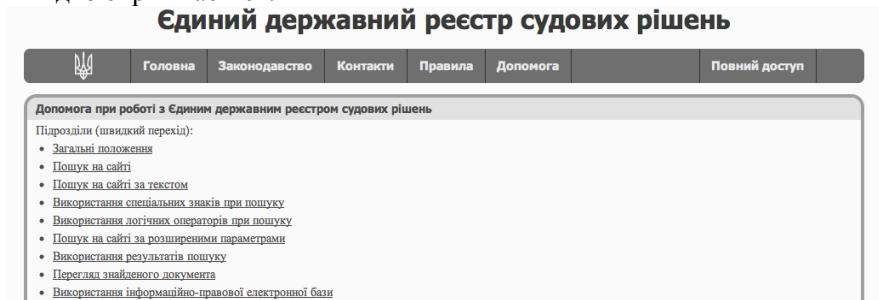 Єдиний державний реєстр судових рішень
Головна Законодавство Контакти Правила Допомога Повний доступ
Допомога при роботі з Єдиним державним реєстром судових рішень
Підрозділи (швидкий перехід):
• Загальні положення
• Пошук на сайті
• Пошук на сайті за текстом
• Використання спеціальних знаків при пошуку
• Використання логічних операторів при пошуку
• Пошук на сайті за розширеними параметрами
• Використання результатів пошуку
• Перегляд знайденого документа
• Використання інформаційно-правової електронної бази